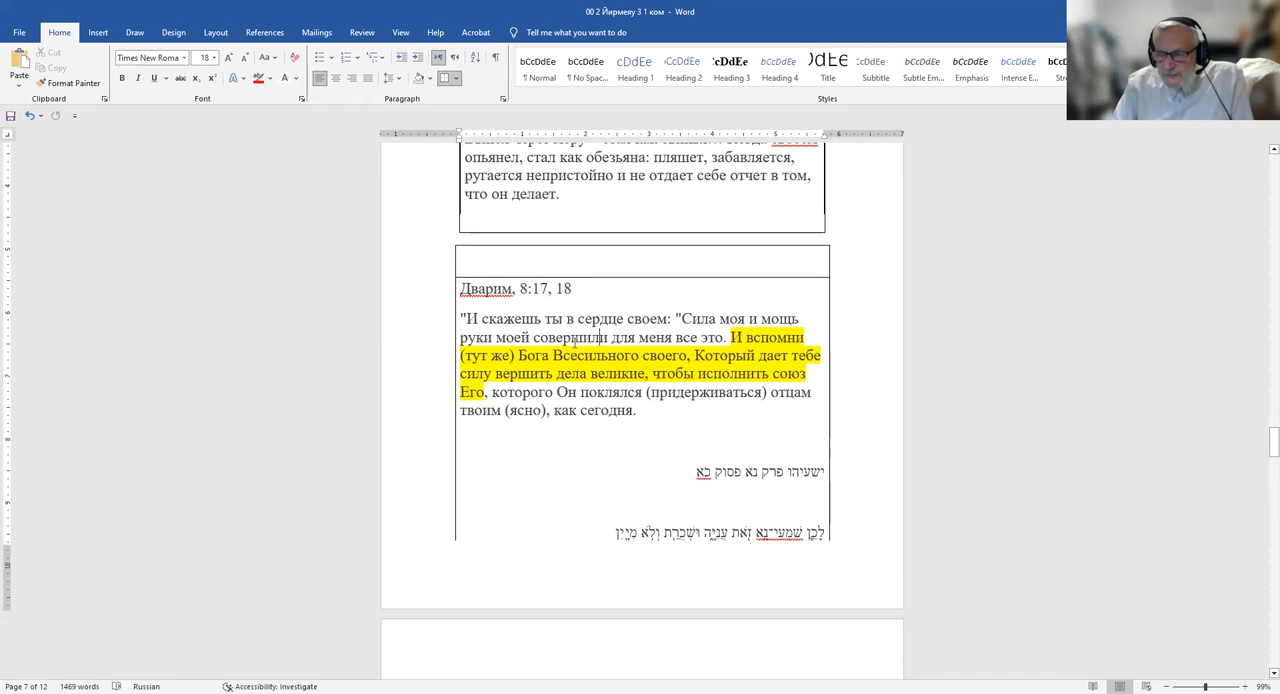 00 2 Йирмеяу 3 1 ком - Word
File Home Insert Draw Design Layout References Mailings Review View Help Acrobat Tell me what you want to do
Paste
Cut
Copy
Format Painter
Clipboard
Times New Roma 18
Font
Paragraph
¶ Normal
¶ No Spac...
Heading 1
Heading 2
Heading 3
Heading 4
Title
Subtitle
Subtle Em...
Emphasis
Intense E...
Styles
опьянел, стал как обезьяна: пляшет, забавляется,
ругается непристойно и не отдает себе отчет в том,
что он делает.
Дварим, 8:17, 18
"И скажешь ты в сердце своем: "Сила моя и мощь
руки моей совершили для меня все это. И вспомни
(тут же) Бога Всесильного своего, Который дает тебе
силу вершить дела великие, чтобы исполнить союз
Его, которого Он поклялся (придерживаться) отцам
твоим (ясно), как сегодня.
ישעיהו פרק נא פסוק כא
לָכֵ֛ן שִׁמְעִי־נָ֥א זֹ֖את עֲנִיָּ֑ה וּשְׁכֻרַ֖ת וְלֹ֥א מִיָּֽיִן
Page 7 of 12 1469 words Russian Accessibility: Investigate 99%